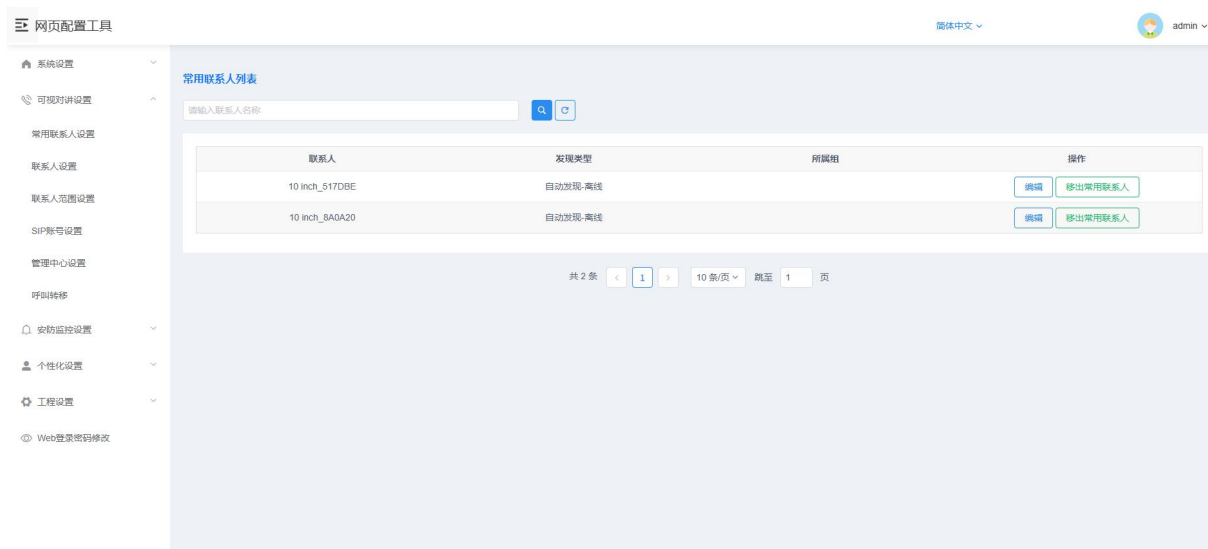 网页配置工具
简体中文
admin
系统设置
可视对讲设置
常用联系人设置
联系人设置
联系人范围设置
SIP账号设置
管理中心设置
呼叫转移
安防监控设置
个性化设置
工程设置
Web登录密码修改
常用联系人列表
请输入联系人名称
联系人 发现类型 所属组 操作
10 inch_517DBE 自动发现-离线 编辑 移出常用联系人
10 inch_8A0A20 自动发现-离线 编辑 移出常用联系人
共 2 条 < 1 > 10 条/页 跳至 1 页